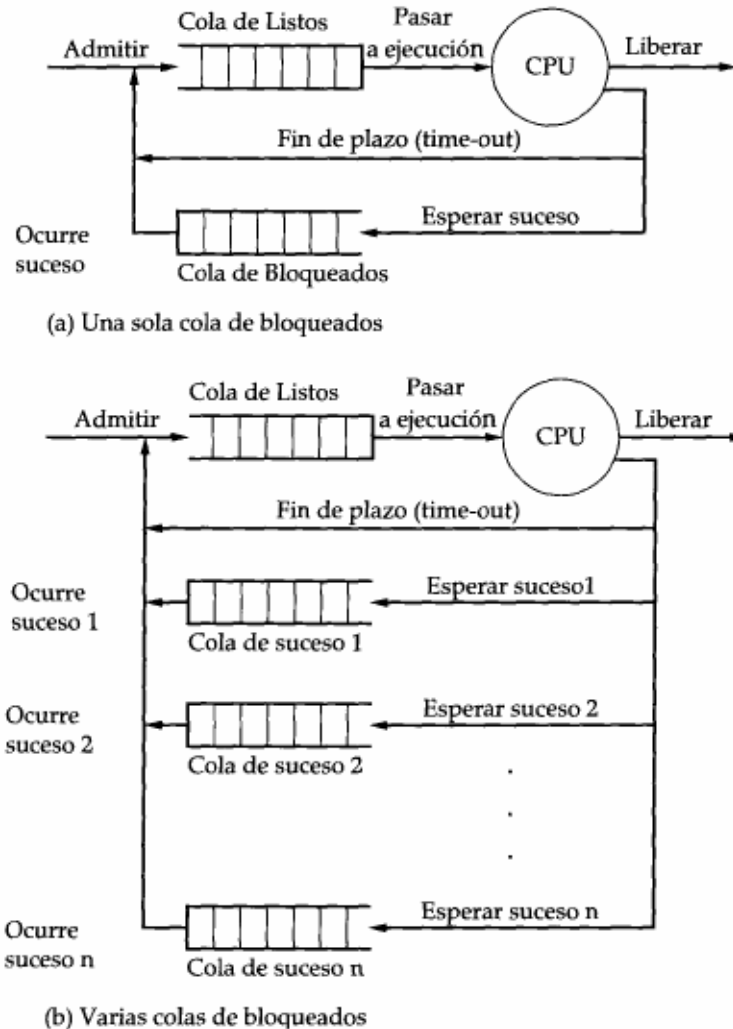 Cola de Listos
Pasar
a ejecución
Admitir
CPU
Liberar
Fin de plazo (time-out)
Esperar suceso
Ocurre
suceso
Cola de Bloqueados
(a) Una sola cola de bloqueados
Cola de Listos
Pasar
a ejecución
Admitir
CPU
Liberar
Fin de plazo (time-out)
Ocurre
suceso 1
Esperar suceso1
Cola de suceso 1
Ocurre
suceso 2
Esperar suceso 2
Cola de suceso 2
.
.
.
Ocurre
suceso n
Esperar suceso n
Cola de suceso n
(b) Varias colas de bloqueados